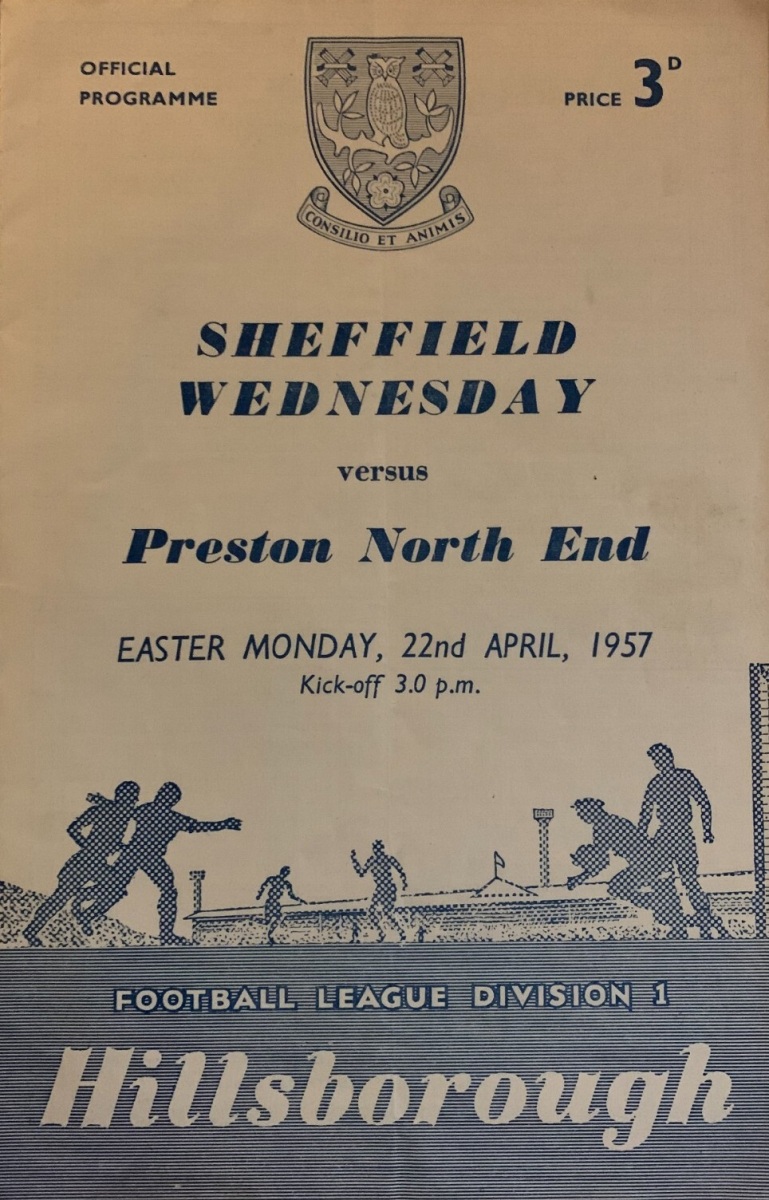 OFFICIAL
PROGRAMME
PRICE 3D
CONSILIO ET ANIMIS
SHEFFIELD
WEDNESDAY
versus
Preston North End
EASTER MONDAY, 22nd APRIL, 1957
Kick-off 3.0 p.m.
FOOTBALL LEAGUE DIVISION 1
Hillsborough